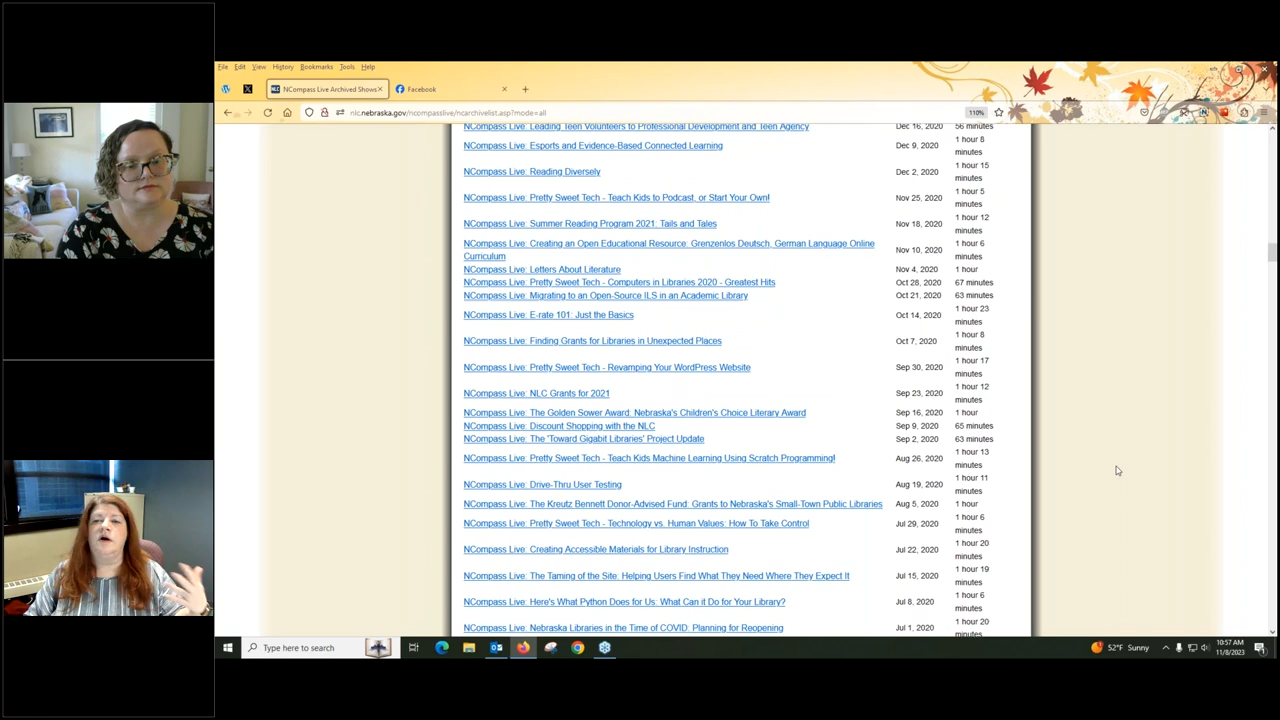 File Edit View History Bookmarks Tools Help
NCompass Live Archived Shows
Facebook
nlc.nebraska.gov/ncompasslive/ncarchivelist.asp?mode=all
110%
NCompass Live: Leading Teen Volunteers to Professional Development and Teen Agency Dec 16, 2020 56 minutes
NCompass Live: Esports and Evidence-Based Connected Learning Dec 9, 2020 1 hour 8
minutes
NCompass Live: Reading Diversely Dec 2, 2020 1 hour 15
minutes
NCompass Live: Pretty Sweet Tech - Teach Kids to Podcast, or Start Your Own! Nov 25, 2020 1 hour 5
minutes
NCompass Live: Summer Reading Program 2021: Tails and Tales Nov 18, 2020 1 hour 12
minutes
NCompass Live: Creating an Open Educational Resource: Grenzenlos Deutsch, German Language Online
Curriculum Nov 10, 2020 1 hour 6
minutes
NCompass Live: Letters About Literature Nov 4, 2020 1 hour
NCompass Live: Pretty Sweet Tech - Computers in Libraries 2020 - Greatest Hits Oct 28, 2020 67 minutes
NCompass Live: Migrating to an Open-Source ILS in an Academic Library Oct 21, 2020 63 minutes
NCompass Live: E-rate 101: Just the Basics Oct 14, 2020 1 hour 23
minutes
NCompass Live: Finding Grants for Libraries in Unexpected Places Oct 7, 2020 1 hour 8
minutes
NCompass Live: Pretty Sweet Tech - Revamping Your WordPress Website Sep 30, 2020 1 hour 17
minutes
NCompass Live: NLC Grants for 2021 Sep 23, 2020 1 hour 12
minutes
NCompass Live: The Golden Sower Award: Nebraska's Children's Choice Literary Award Sep 16, 2020 1 hour
NCompass Live: Discount Shopping with the NLC Sep 9, 2020 65 minutes
NCompass Live: The 'Toward Gigabit Libraries' Project Update Sep 2, 2020 63 minutes
NCompass Live: Pretty Sweet Tech - Teach Kids Machine Learning Using Scratch Programming! Aug 26, 2020 1 hour 13
minutes
NCompass Live: Drive-Thru User Testing Aug 19, 2020 1 hour 11
minutes
NCompass Live: The Kreutz Bennett Donor-Advised Fund: Grants to Nebraska's Small-Town Public Libraries Aug 5, 2020 1 hour
NCompass Live: Pretty Sweet Tech - Technology vs. Human Values: How To Take Control Jul 29, 2020 1 hour 6
minutes
NCompass Live: Creating Accessible Materials for Library Instruction Jul 22, 2020 1 hour 20
minutes
NCompass Live: The Taming of the Site: Helping Users Find What They Need Where They Expect It Jul 15, 2020 1 hour 19
minutes
NCompass Live: Here's What Python Does for Us: What Can it Do for Your Library? Jul 8, 2020 1 hour 6
minutes
NCompass Live: Nebraska Libraries in the Time of COVID: Planning for Reopening Jul 1, 2020 1 hour 20
minutes
Type here to search
52°F Sunny
10:57 AM
11/8/2023